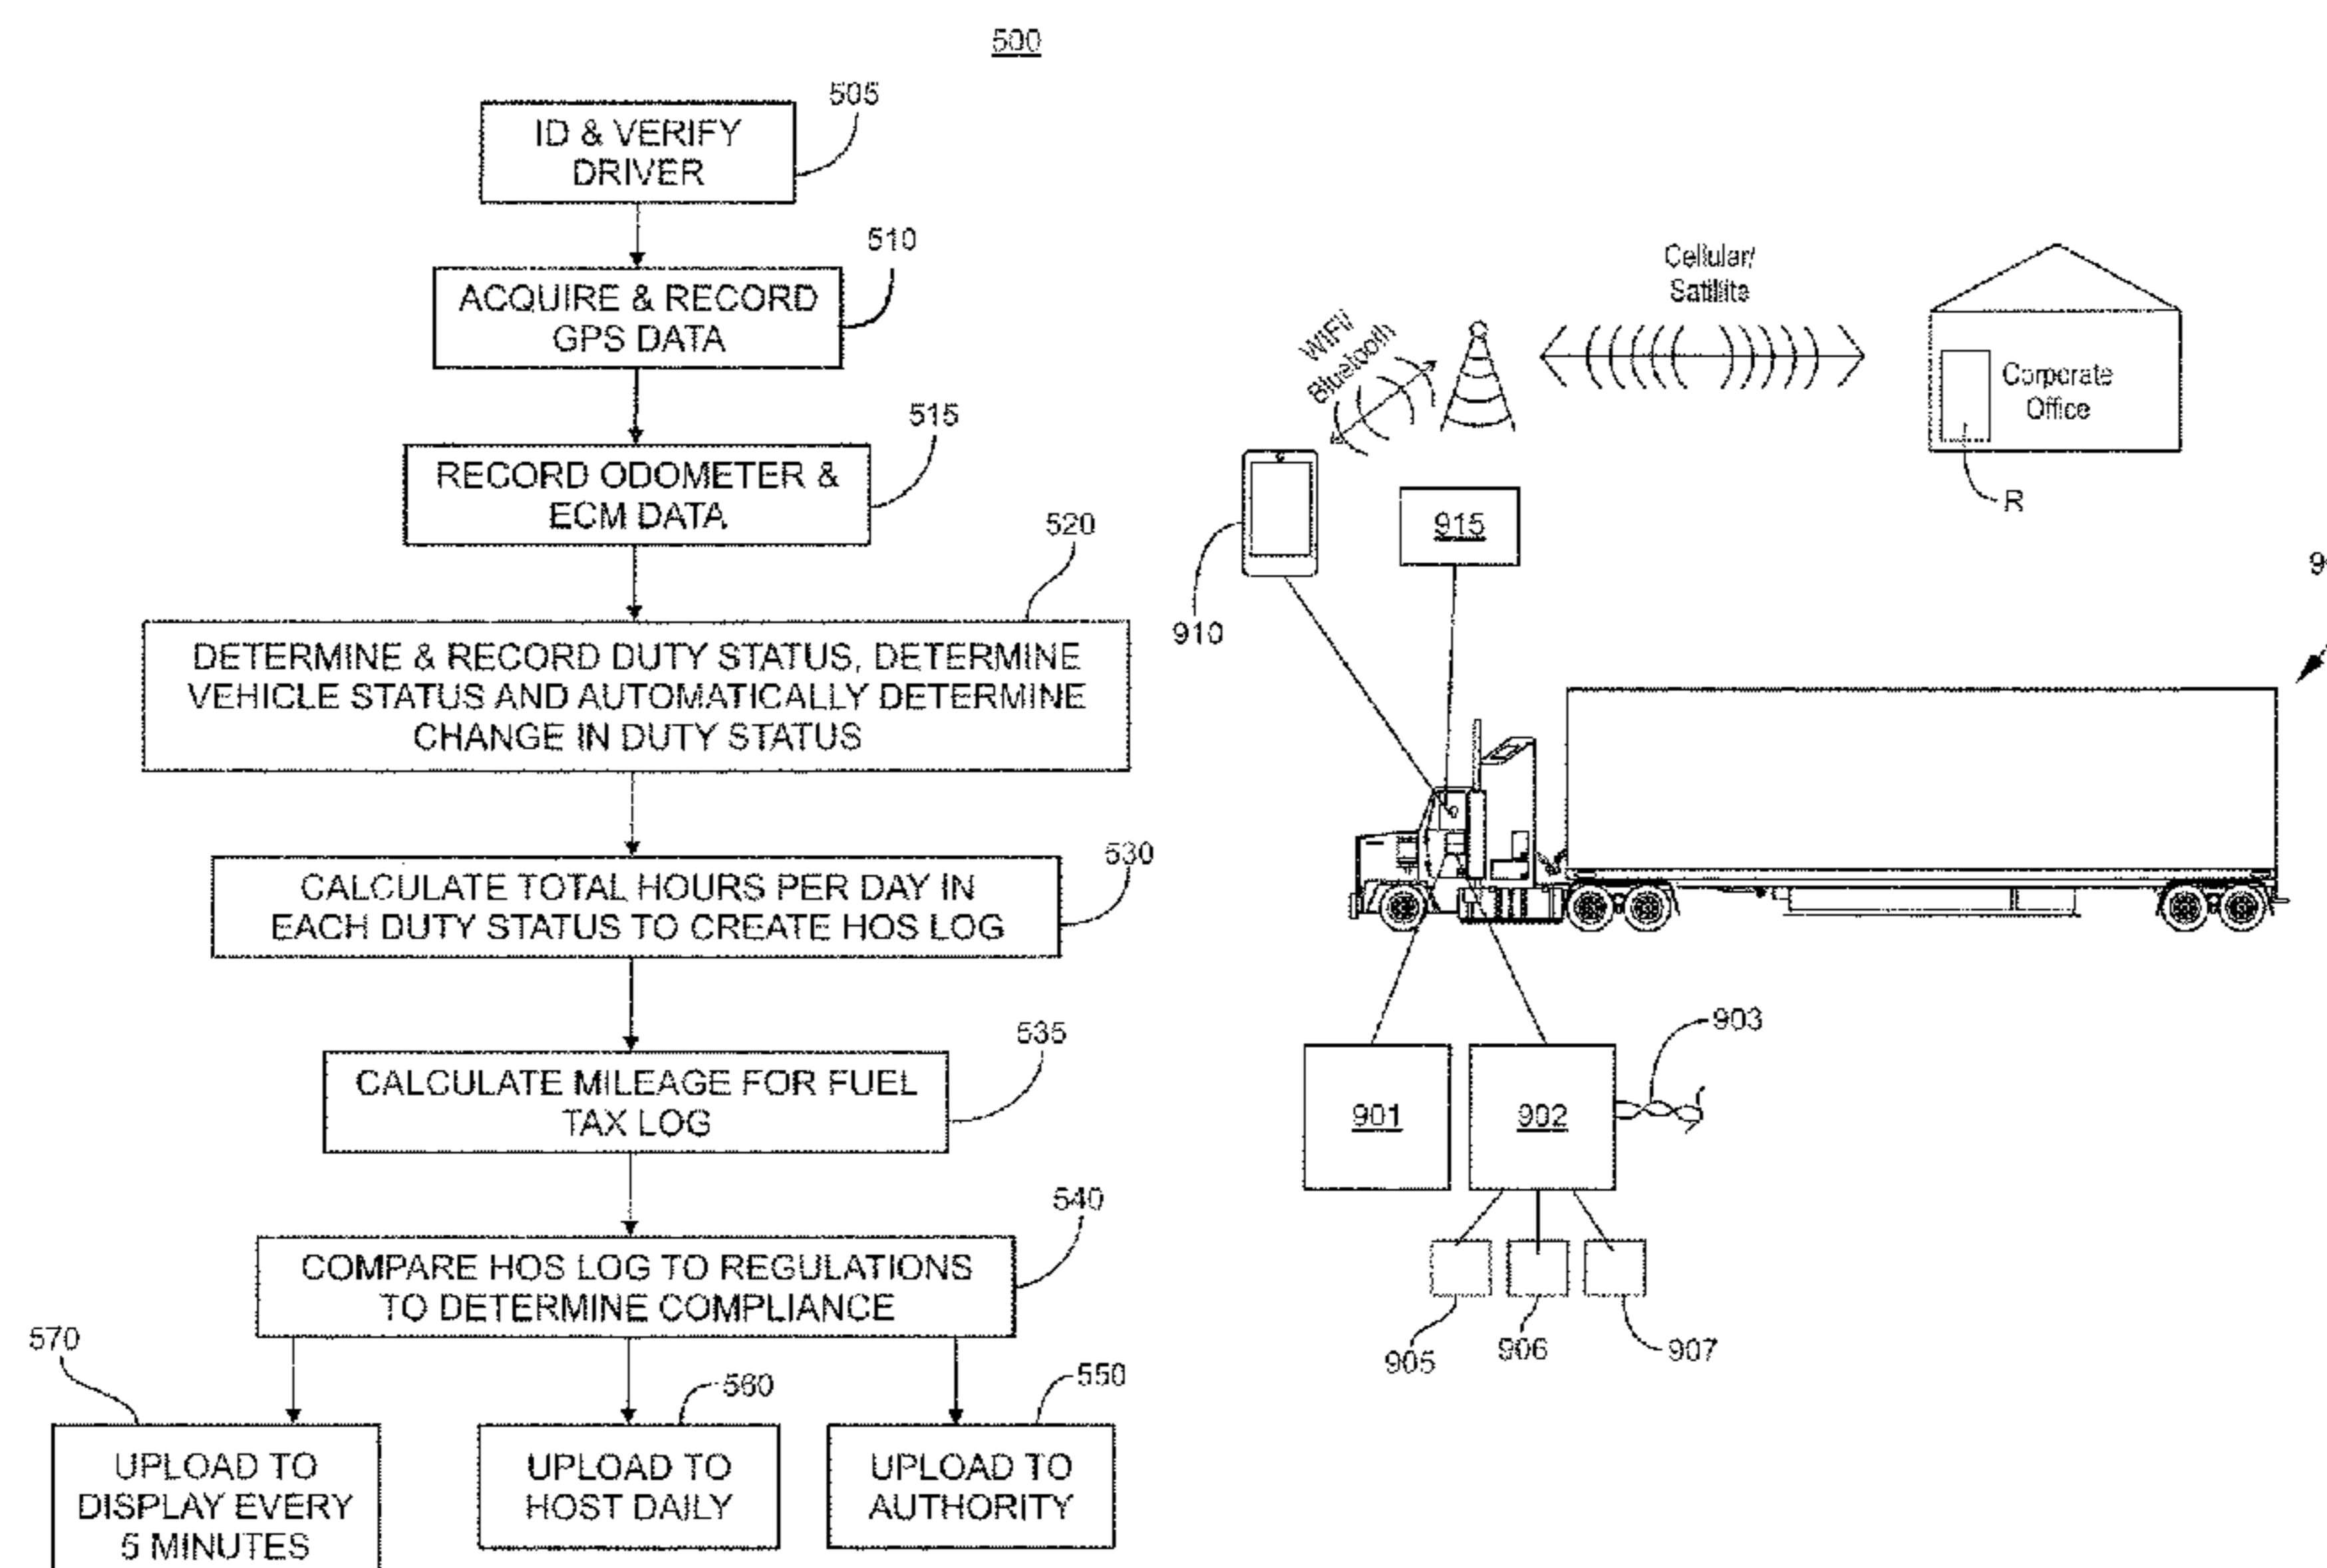 500
505
ID & VERIFY
DRIVER
510
ACQUIRE & RECORD
GPS DATA
515
RECORD ODOMETER &
ECM DATA
520
DETERMINE & RECORD DUTY STATUS, DETERMINE
VEHICLE STATUS AND AUTOMATICALLY DETERMINE
CHANGE IN DUTY STATUS
530
CALCULATE TOTAL HOURS PER DAY IN
EACH DUTY STATUS TO CREATE HOS LOG
535
CALCULATE MILEAGE FOR FUEL
TAX LOG
540
COMPARE HOS LOG TO REGULATIONS
TO DETERMINE COMPLIANCE
570
UPLOAD TO
DISPLAY EVERY
5 MINUTES
560
UPLOAD TO
HOST DAILY
550
UPLOAD TO
AUTHORITY
Cellular/
Satillite
WIFI/
Bluetooth
Corporate
Office
R
910
915
901
902
903
905
906
907